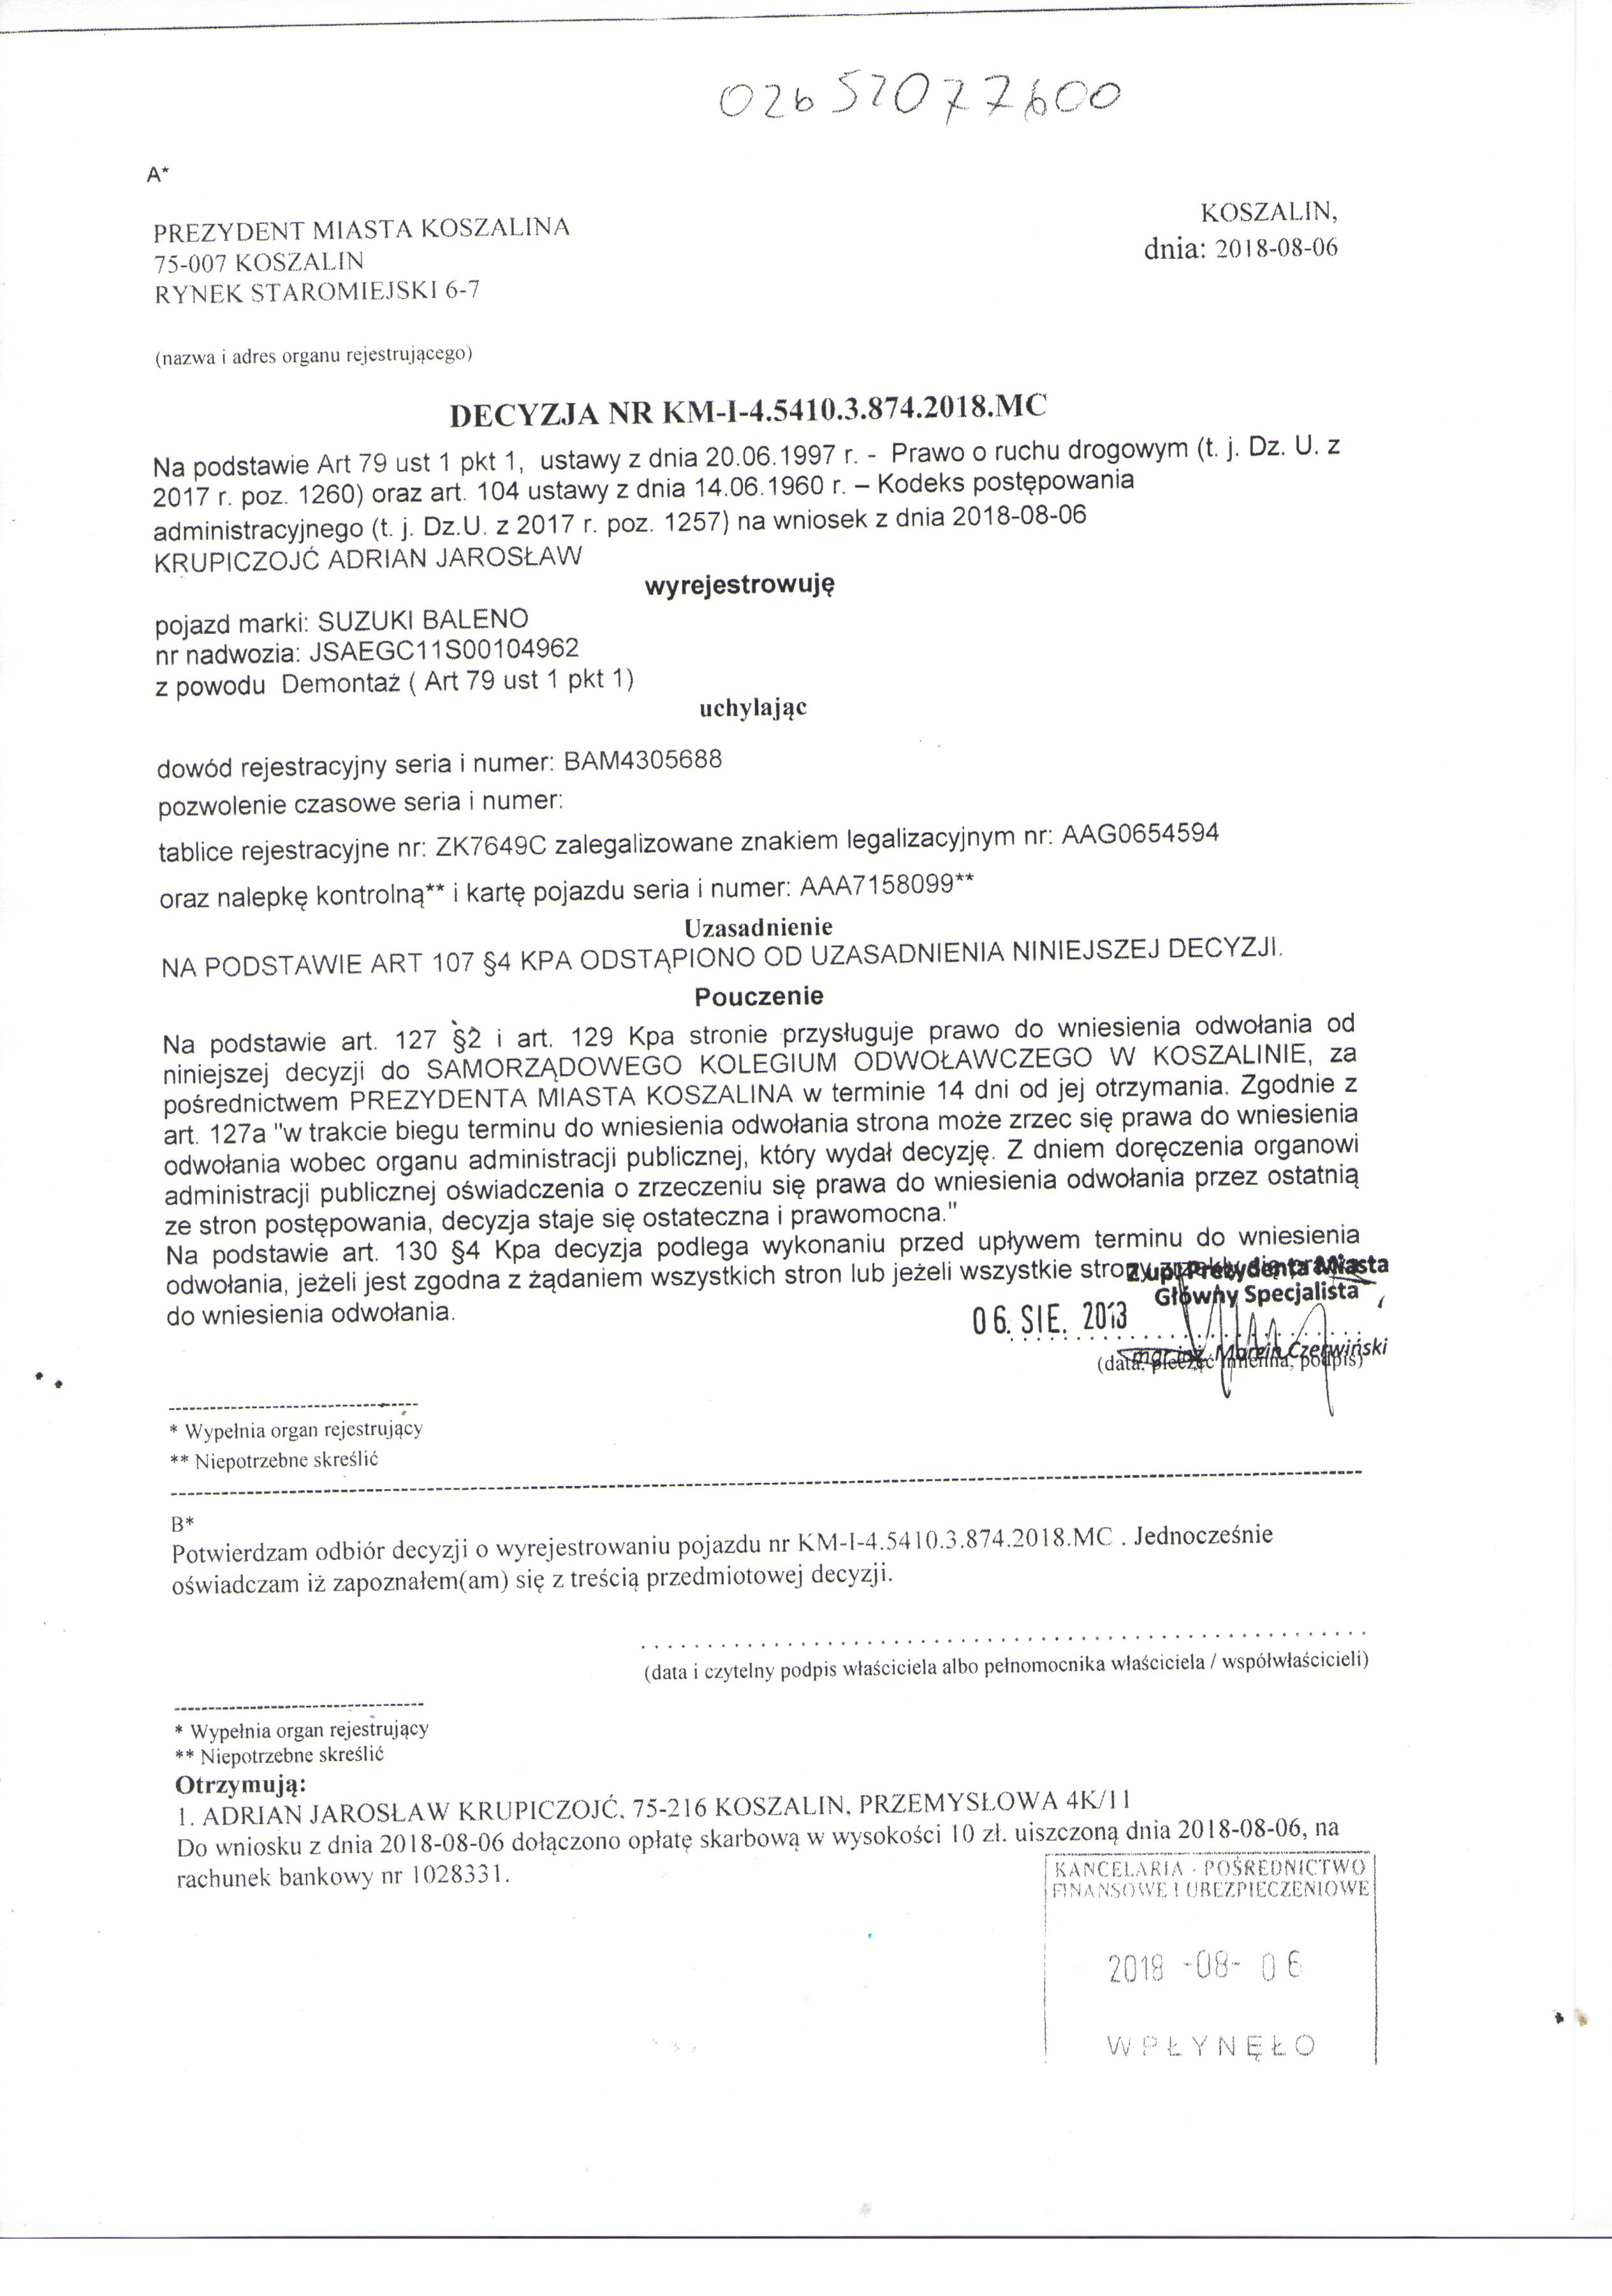 02652077600
A*
PREZYDENT MIASTA KOSZALINA
75-007 KOSZALIN
RYNEK STAROMIEJSKI 6-7
KOSZALIN,
dnia: 2018-08-06
(nazwa i adres organu rejestrującego)
DECYZJA NR KM-I-4.5410.3.874.2018.MC
Na podstawie Art 79 ust 1 pkt 1, ustawy z dnia 20.06.1997 r. - Prawo o ruchu drogowym (t. j. Dz. U. z
2017 r. poz. 1260) oraz art. 104 ustawy z dnia 14.06.1960 r. – Kodeks postępowania
administracyjnego (t. j. Dz.U. z 2017 r. poz. 1257) na wniosek z dnia 2018-08-06
KRUPICZOJĆ ADRIAN JAROSŁAW
wyrejestrowuję
pojazd marki: SUZUKI BALENO
nr nadwozia: JSAEGC11S00104962
z powodu Demontaż ( Art 79 ust 1 pkt 1)
uchylając
dowód rejestracyjny seria i numer: BAM4305688
pozwolenie czasowe seria i numer:
tablice rejestracyjne nr: ZK7649C zalegalizowane znakiem legalizacyjnym nr: AAG0654594
oraz nalepkę kontrolną** i kartę pojazdu seria i numer: AAA7158099**
Uzasadnienie
NA PODSTAWIE ART 107 §4 KPA ODSTĄPIONO OD UZASADNIENIA NINIEJSZEJ DECYZJI.
Pouczenie
Na podstawie art. 127 §2 i art. 129 Kpa stronie przysługuje prawo do wniesienia odwołania od
niniejszej decyzji do SAMORZĄDOWEGO KOLEGIUM ODWOŁAWCZEGO W KOSZALINIE, za
pośrednictwem PREZYDENTA MIASTA KOSZALINA w terminie 14 dni od jej otrzymania. Zgodnie z
art. 127a "w trakcie biegu terminu do wniesienia odwołania strona może zrzec się prawa do wniesienia
odwołania wobec organu administracji publicznej, który wydał decyzję. Z dniem doręczenia organowi
administracji publicznej oświadczenia o zrzeczeniu się prawa do wniesienia odwołania przez ostatnią
ze stron postępowania, decyzja staje się ostateczna i prawomocna."
Na podstawie art. 130 §4 Kpa decyzja podlega wykonaniu przed upływem terminu do wniesienia
odwołania, jeżeli jest zgodna z żądaniem wszystkich stron lub jeżeli wszystkie strony
do wniesienia odwołania.
Z up. Prezydenta Miasta
Główny Specjalista
06. SIE. 2018
Marcin Czerwiński
(data, pieczęć imienna, podpis)
* Wypełnia organ rejestrujący
** Niepotrzebne skreślić
B*
Potwierdzam odbiór decyzji o wyrejestrowaniu pojazdu nr KM-I-4.5410.3.874.2018.MC . Jednocześnie
oświadczam iż zapoznałem(am) się z treścią przedmiotowej decyzji.
(data i czytelny podpis właściciela albo pełnomocnika właściciela / współwłaścicieli)
* Wypełnia organ rejestrujący
** Niepotrzebne skreślić
Otrzymują:
1. ADRIAN JAROSŁAW KRUPICZOJĆ, 75-216 KOSZALIN, PRZEMYSŁOWA 4K/11
Do wniosku z dnia 2018-08-06 dołączono opłatę skarbową w wysokości 10 zł. uiszczoną dnia 2018-08-06, na
rachunek bankowy nr 1028331.
KANCELARIA - POŚREDNICTWO
FINANSOWE I UBEZPIECZENIOWE
2018 -08- 06
WPŁYNĘŁO